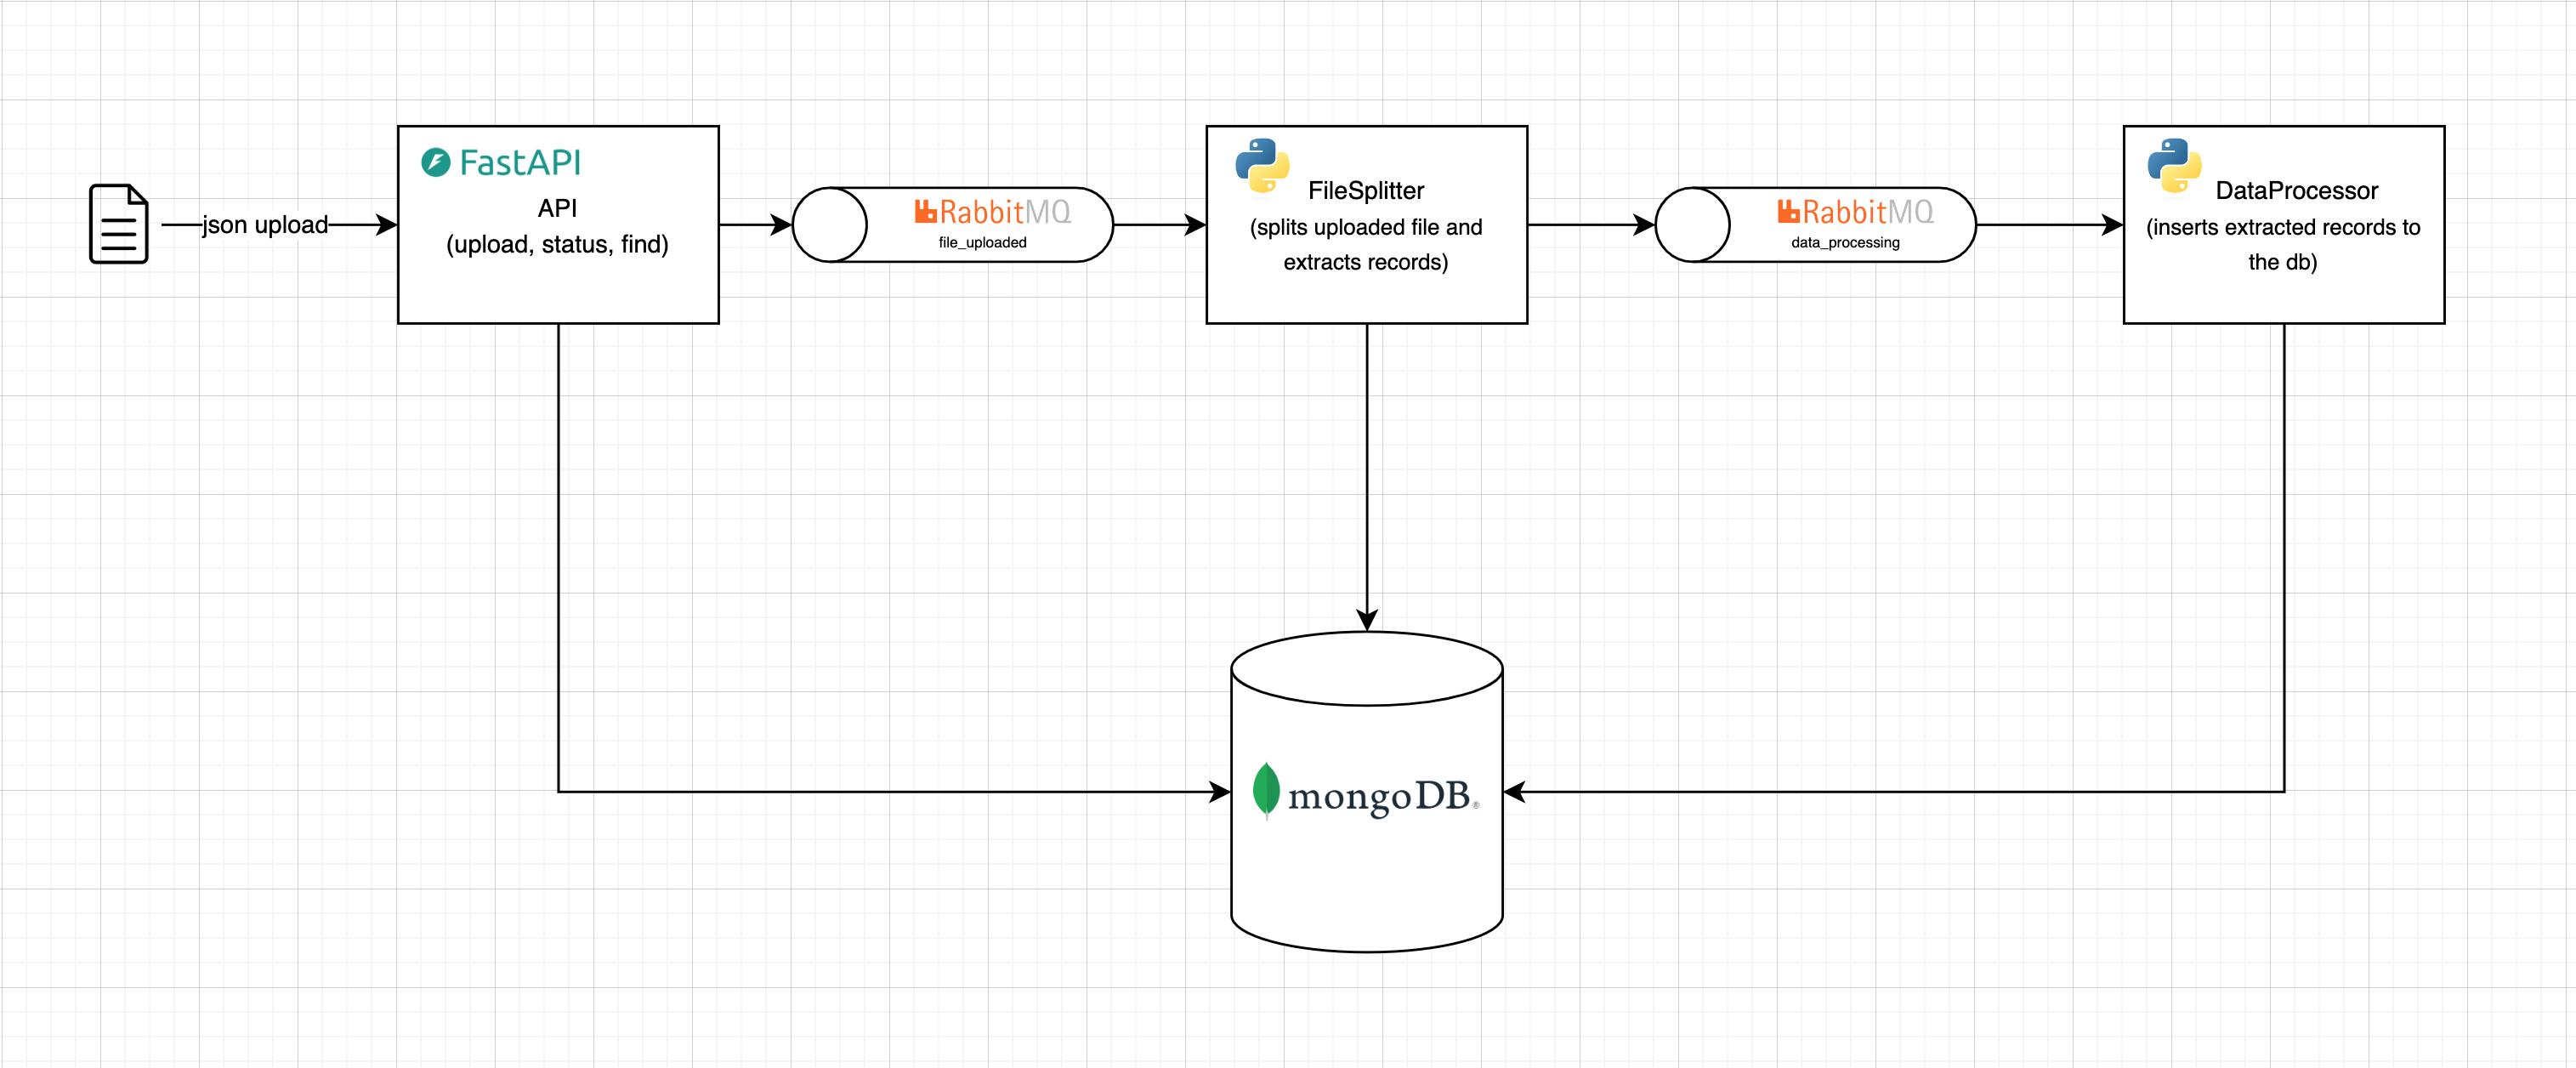 json upload
FastAPI
API
(upload, status, find)
RabbitMQ
file_uploaded
FileSplitter
(splits uploaded file and
extracts records)
RabbitMQ
data_processing
DataProcessor
(inserts extracted records to
the db)
mongoDB®